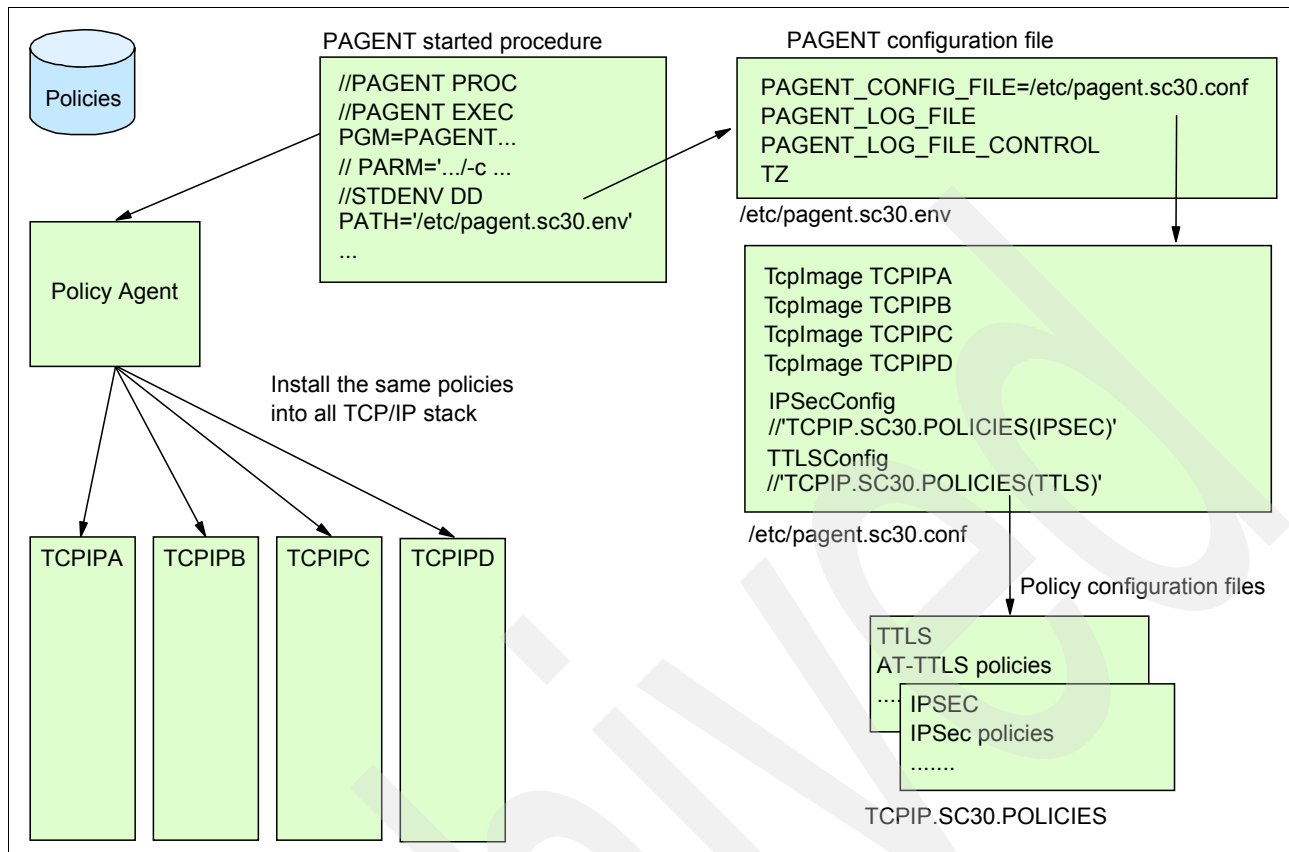 Policies
PAGENT started procedure
//PAGENT PROC
//PAGENT EXEC
PGM=PAGENT...
// PARM='.../-c ...
//STDENV DD
PATH='/etc/pagent.sc30.env'
...
PAGENT configuration file
PAGENT_CONFIG_FILE=/etc/pagent.sc30.conf
PAGENT_LOG_FILE
PAGENT_LOG_FILE_CONTROL
TZ
/etc/pagent.sc30.env
Policy Agent
Install the same policies
into all TCP/IP stack
TcpImage TCPIPA
TcpImage TCPIPB
TcpImage TCPIPC
TcpImage TCPIPD
IPSecConfig
//'TCPIP.SC30.POLICIES(IPSEC)'
TTLSConfig
//'TCPIP.SC30.POLICIES(TTLS)'
/etc/pagent.sc30.conf
TCPIPA
TCPIPB
TCPIPC
TCPIPD
Policy configuration files
TTLS
AT-TTLS policies
....
IPSEC
IPSec policies
.......
TCPIP.SC30.POLICIES